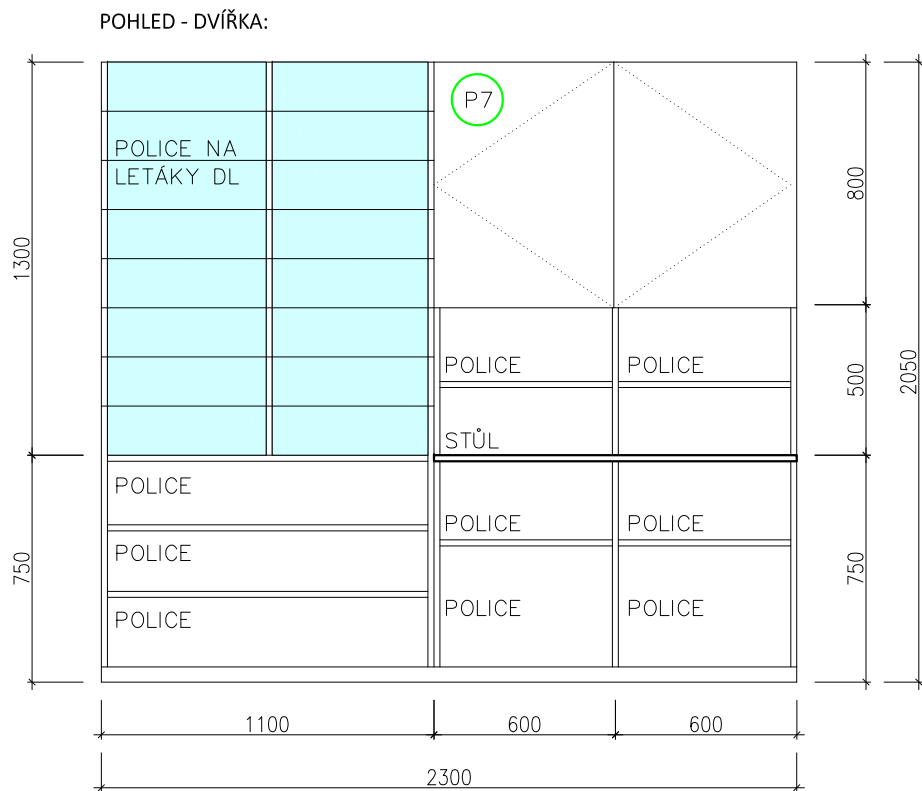 POHLED - DVÍŘKA:
P7
POLICE NA
LETÁKY DL
1300
800
POLICE
POLICE
500
2050
STŮL
POLICE
POLICE
POLICE
POLICE
750
750
POLICE
POLICE
POLICE
1100
600
600
2300